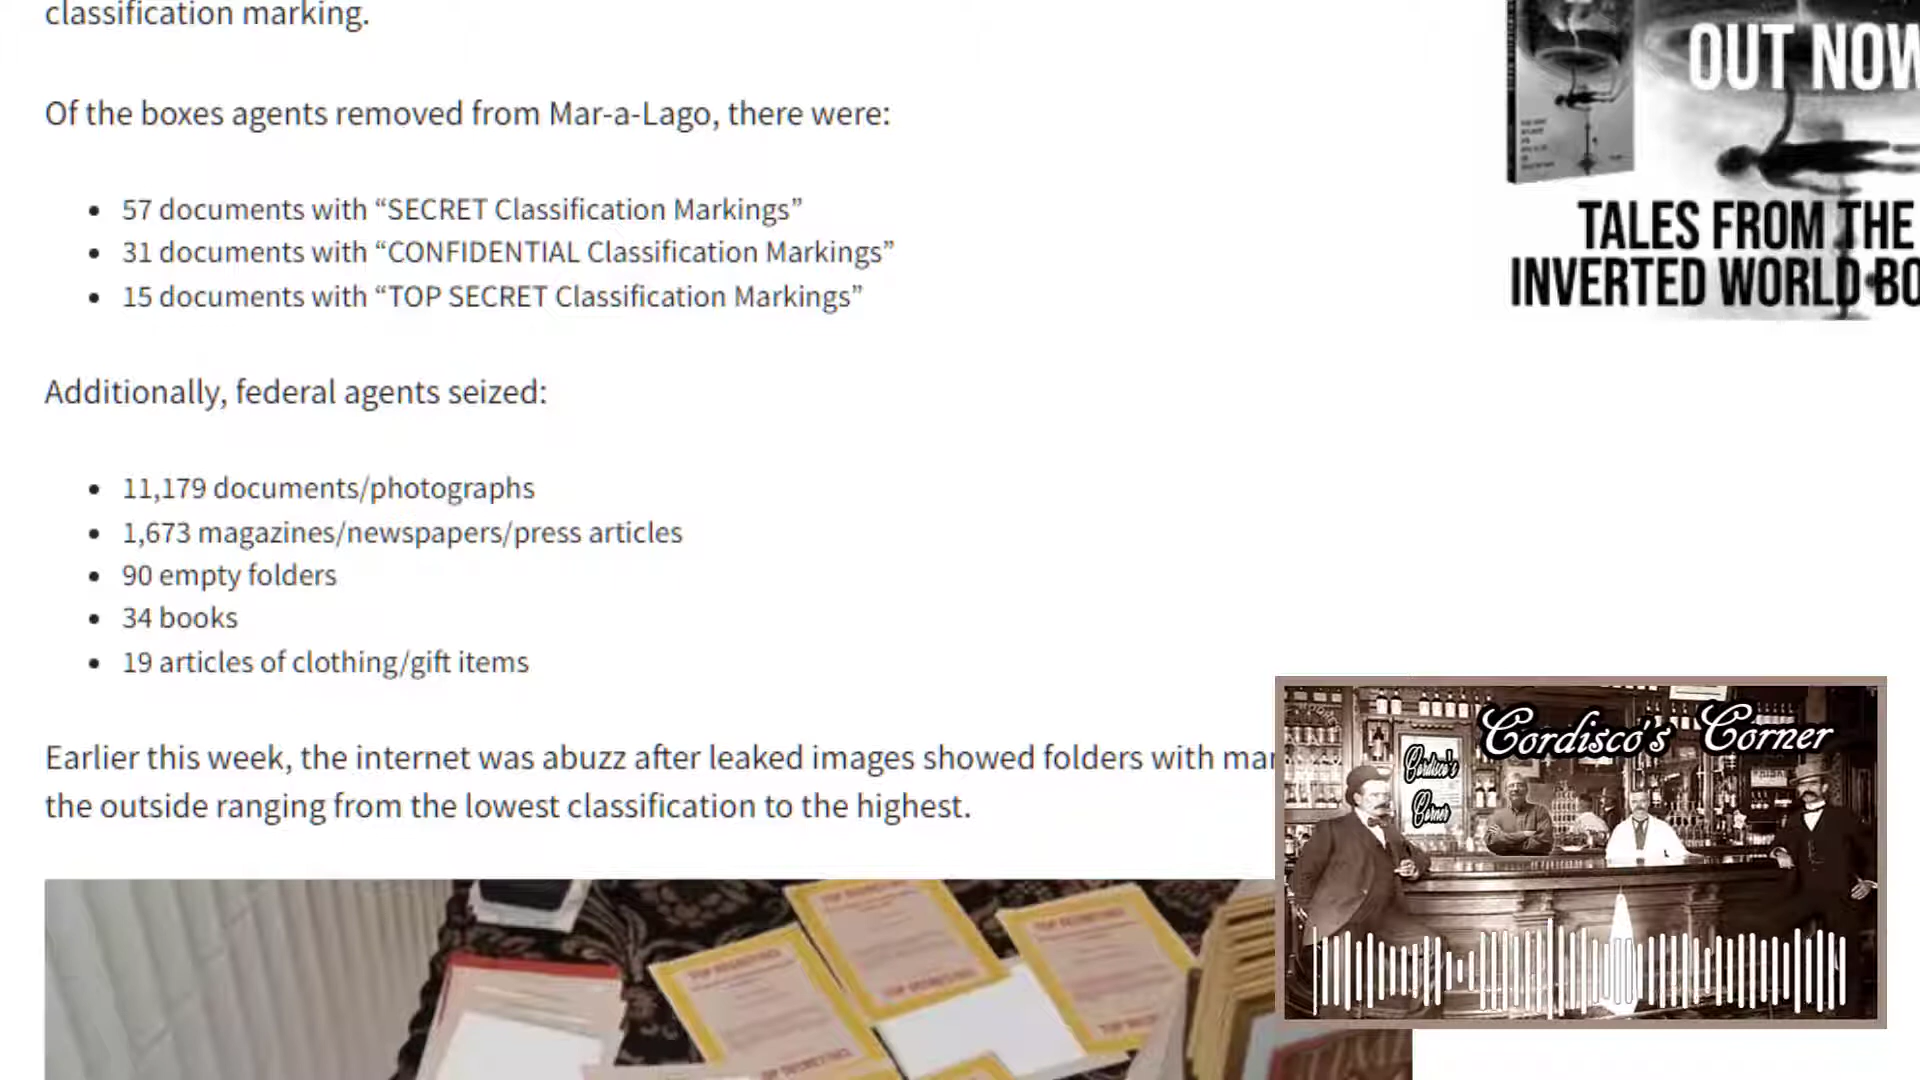 classification marking.
Of the boxes agents removed from Mar-a-Lago, there were:
• 57 documents with “SECRET Classification Markings”
• 31 documents with “CONFIDENTIAL Classification Markings”
• 15 documents with “TOP SECRET Classification Markings”
Additionally, federal agents seized:
• 11,179 documents/photographs
• 1,673 magazines/newspapers/press articles
• 90 empty folders
• 34 books
• 19 articles of clothing/gift items
Earlier this week, the internet was abuzz after leaked images showed folders with mar
the outside ranging from the lowest classification to the highest.
OUT NOW
TALES FROM THE
INVERTED WORLD BO
Cordisco's Corner
Cordisco's
Corner